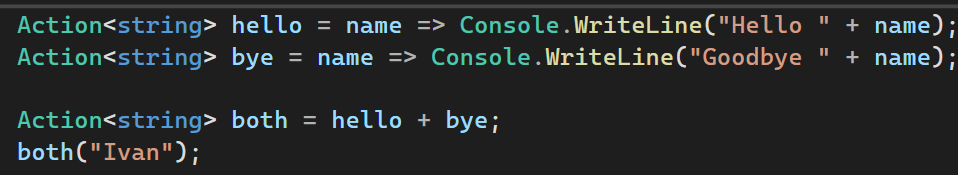 Action<string> hello = name => Console.WriteLine("Hello " + name);
Action<string> bye = name => Console.WriteLine("Goodbye " + name);
Action<string> both = hello + bye;
both("Ivan");